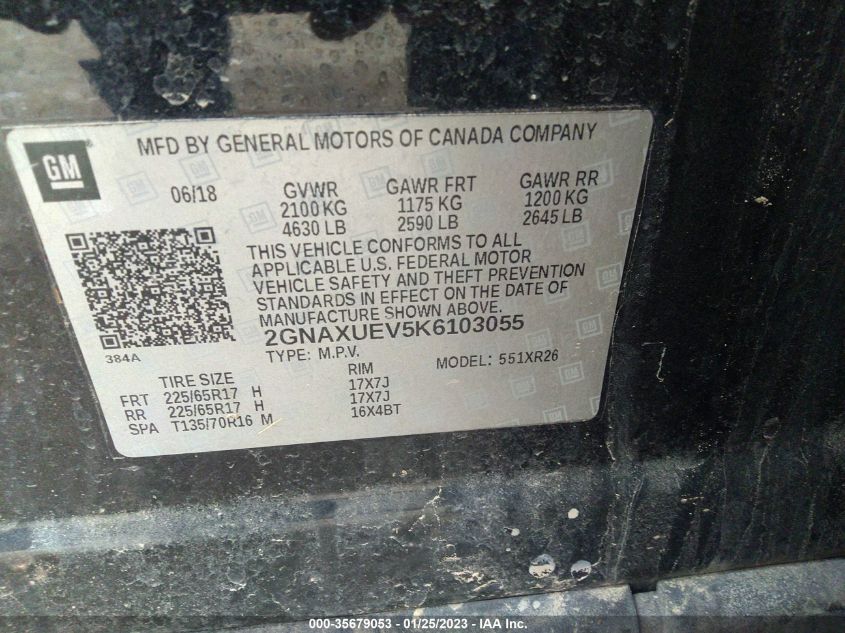 MFD BY GENERAL MOTORS OF CANADA COMPANY
GM
06/18 GVWR GAWR FRT GAWR RR
2100 KG 1175 KG 1200 KG
4630 LB 2590 LB 2645 LB
THIS VEHICLE CONFORMS TO ALL
APPLICABLE U.S. FEDERAL MOTOR
VEHICLE SAFETY AND THEFT PREVENTION
STANDARDS IN EFFECT ON THE DATE OF
MANUFACTURE SHOWN ABOVE.
2GNAXUEV5K6103055
384A
TYPE: M.P.V. MODEL: 551XR26
TIRE SIZE RIM
FRT 225/65R17 H 17X7J
RR 225/65R17 H 17X7J
SPA T135/70R16 M 16X4BT
000-35679053 - 01/25/2023 - IAA Inc.